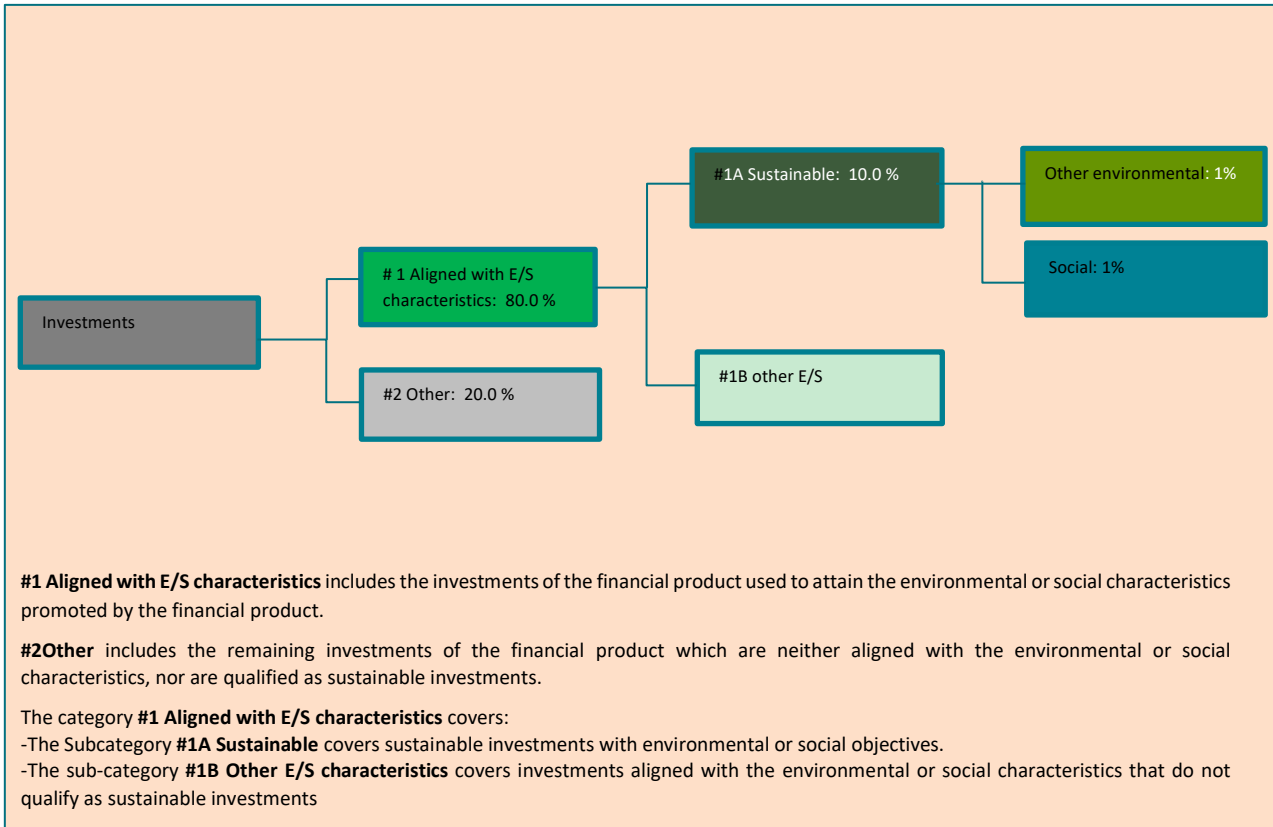 #1A Sustainable: 10.0 %
Other environmental: 1%
# 1 Aligned with E/S
characteristics: 80.0 %
Social: 1%
Investments
#2 Other: 20.0 %
#1B other E/S
#1 Aligned with E/S characteristics includes the investments of the financial product used to attain the environmental or social characteristics
promoted by the financial product.
#2Other includes the remaining investments of the financial product which are neither aligned with the environmental or social
characteristics, nor are qualified as sustainable investments.
The category #1 Aligned with E/S characteristics covers:
-The Subcategory #1A Sustainable covers sustainable investments with environmental or social objectives.
-The sub-category #1B Other E/S characteristics covers investments aligned with the environmental or social characteristics that do not
qualify as sustainable investments